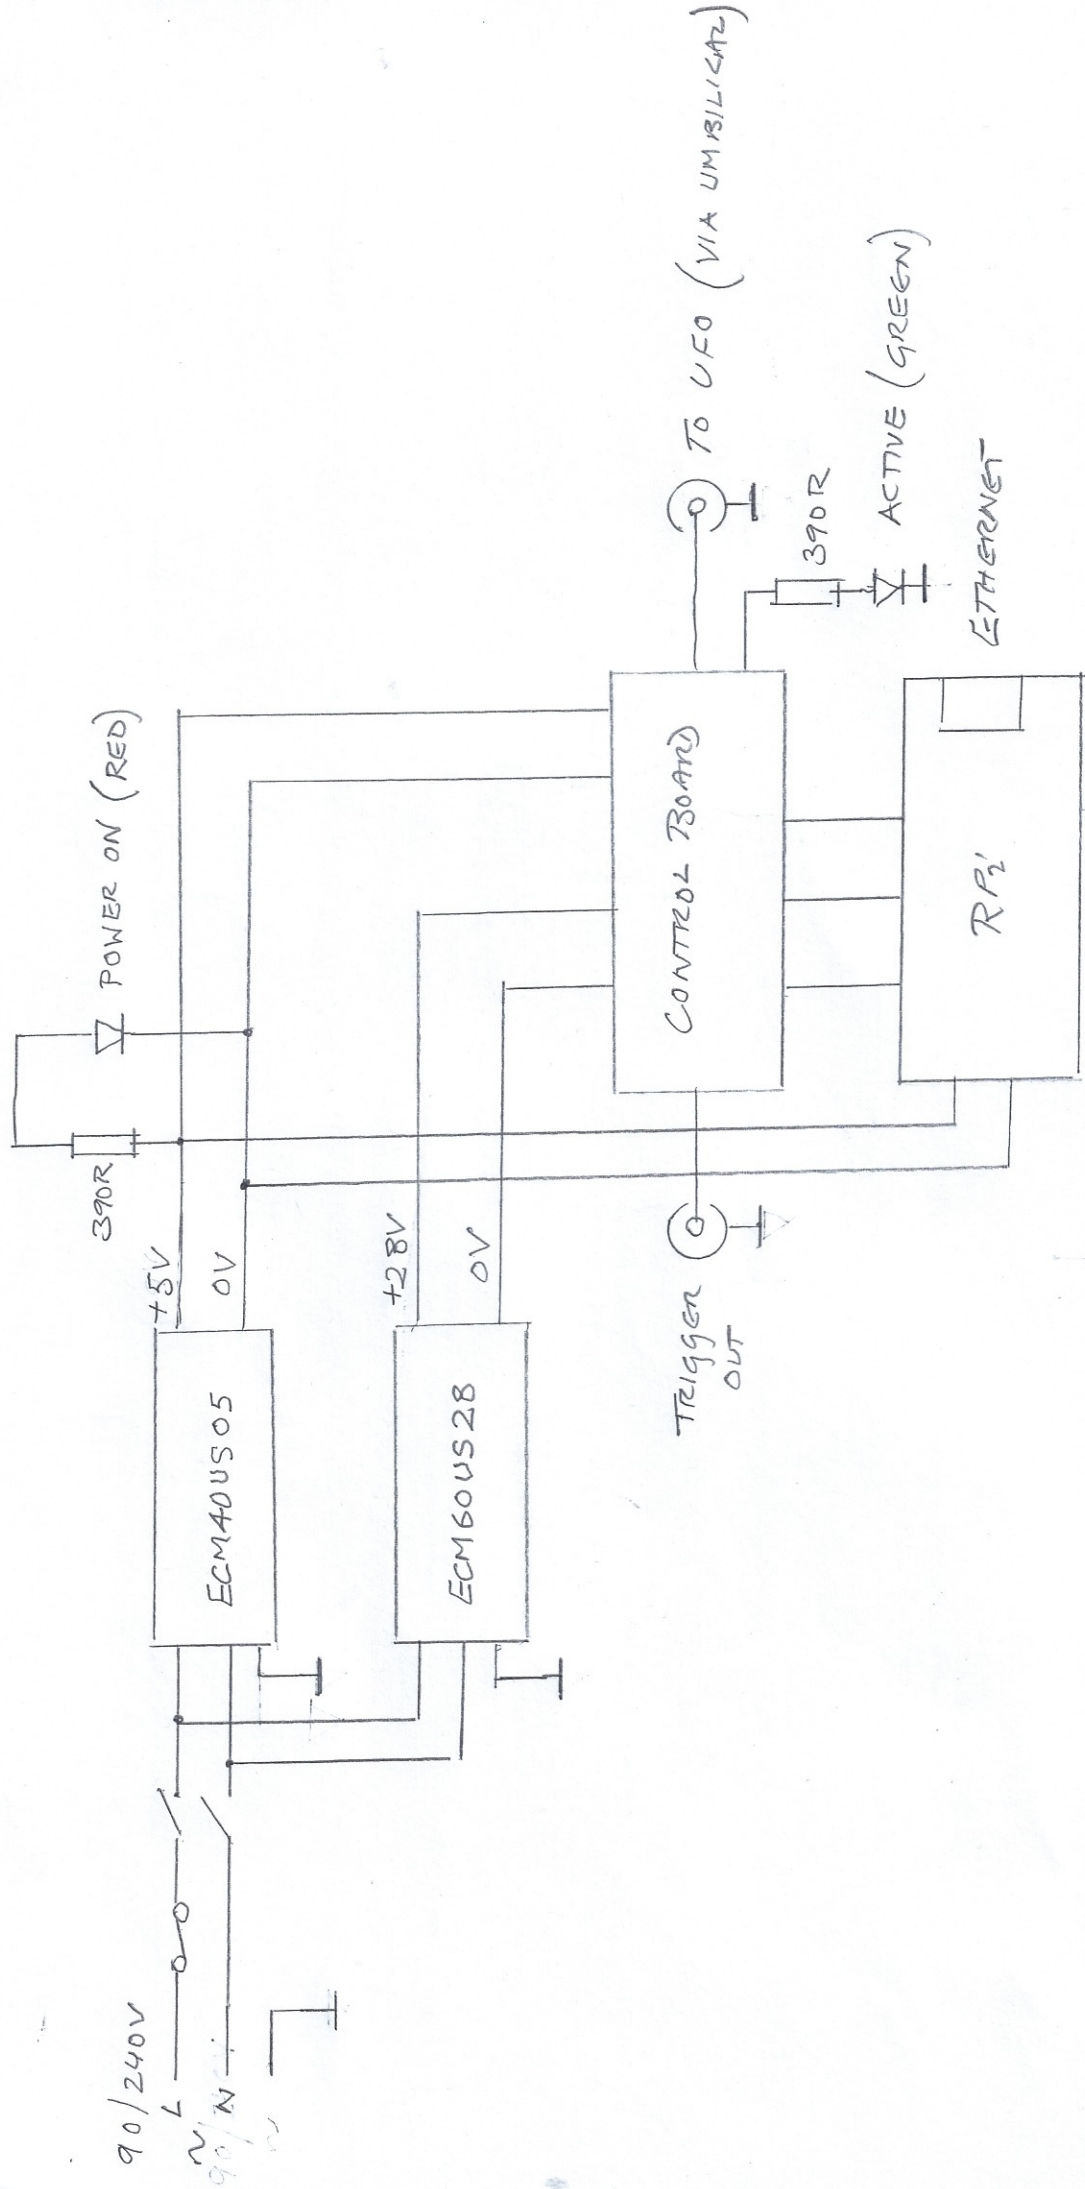 90/240V
L
~
N
ECM40US05
+5V
0V
390R
POWER ON (RED)
ECM60US28
+28V
0V
TRIGGER
OUT
CONTROL BOARD
TO UFO (VIA UMBILICAL)
390R
ACTIVE (GREEN)
RPi
ETHERNET